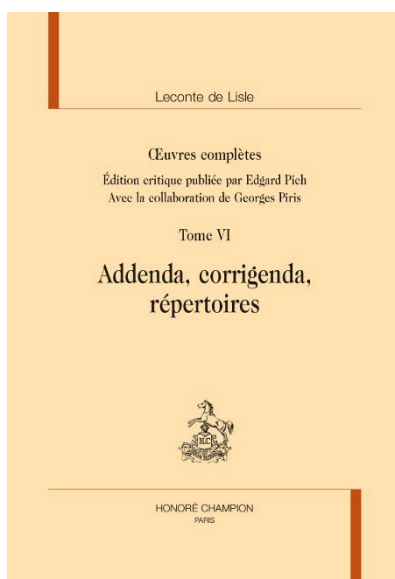 Leconte de Lisle
Œuvres complètes
Édition critique publiée par Edgard Pich
Avec la collaboration de Georges Piris
Tome VI
Addenda, corrigenda,
répertoires
HONORÉ CHAMPION
PARIS